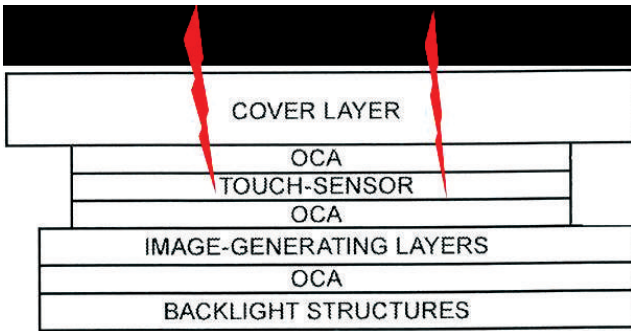 COVER LAYER
OCA
TOUCH-SENSOR
OCA
IMAGE-GENERATING LAYERS
OCA
BACKLIGHT STRUCTURES